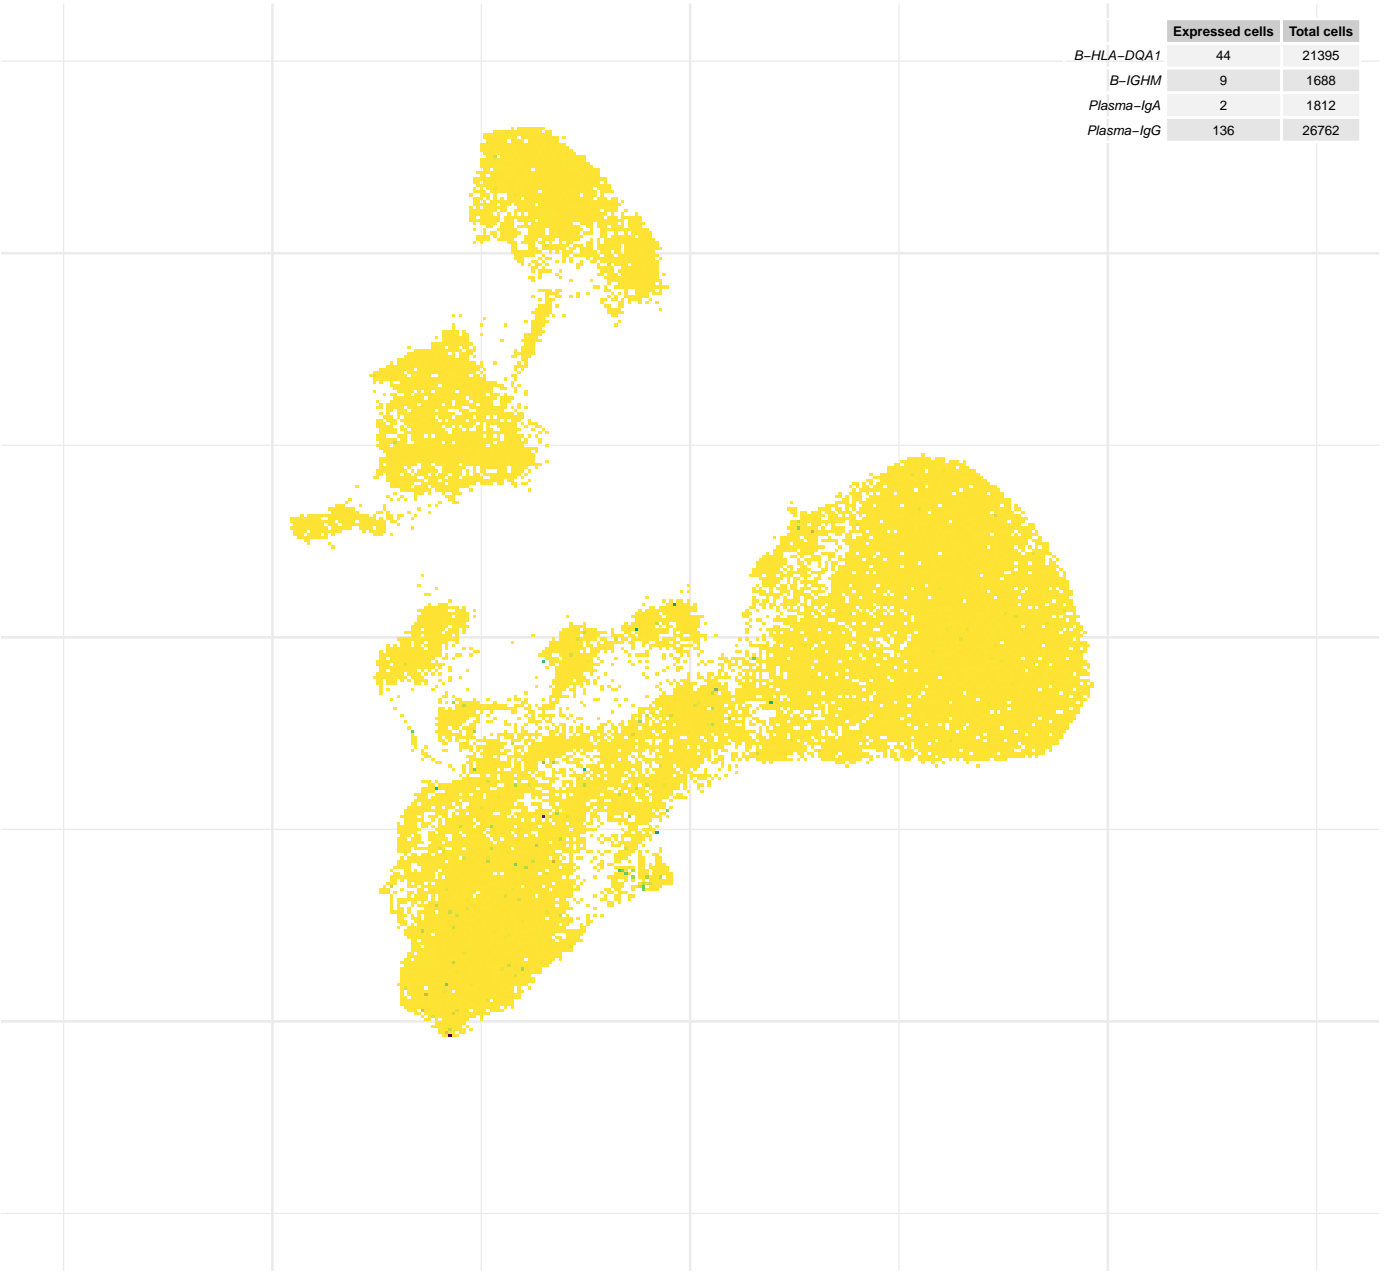 Expressed cells Total cells
B−HLA−DQA1 44 21395
B−IGHM 9 1688
Plasma−IgA 2 1812
Plasma−IgG 136 26762